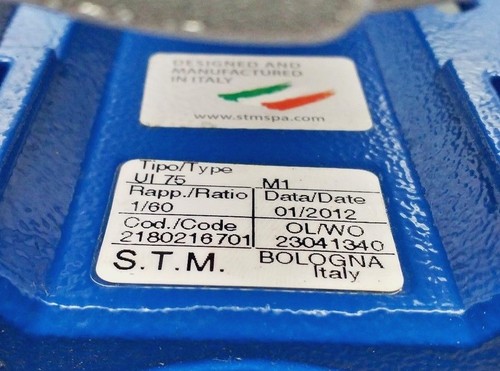 DESIGNED AND
MANUFACTURED
IN ITALY
www.stmspa.com
Tipo/Type
UI 75 M1
Rapp./Ratio Data/Date
1/60 01/2012
Cod./Code OL/WO
2180216701 23041340
S.T.M. BOLOGNA
Italy